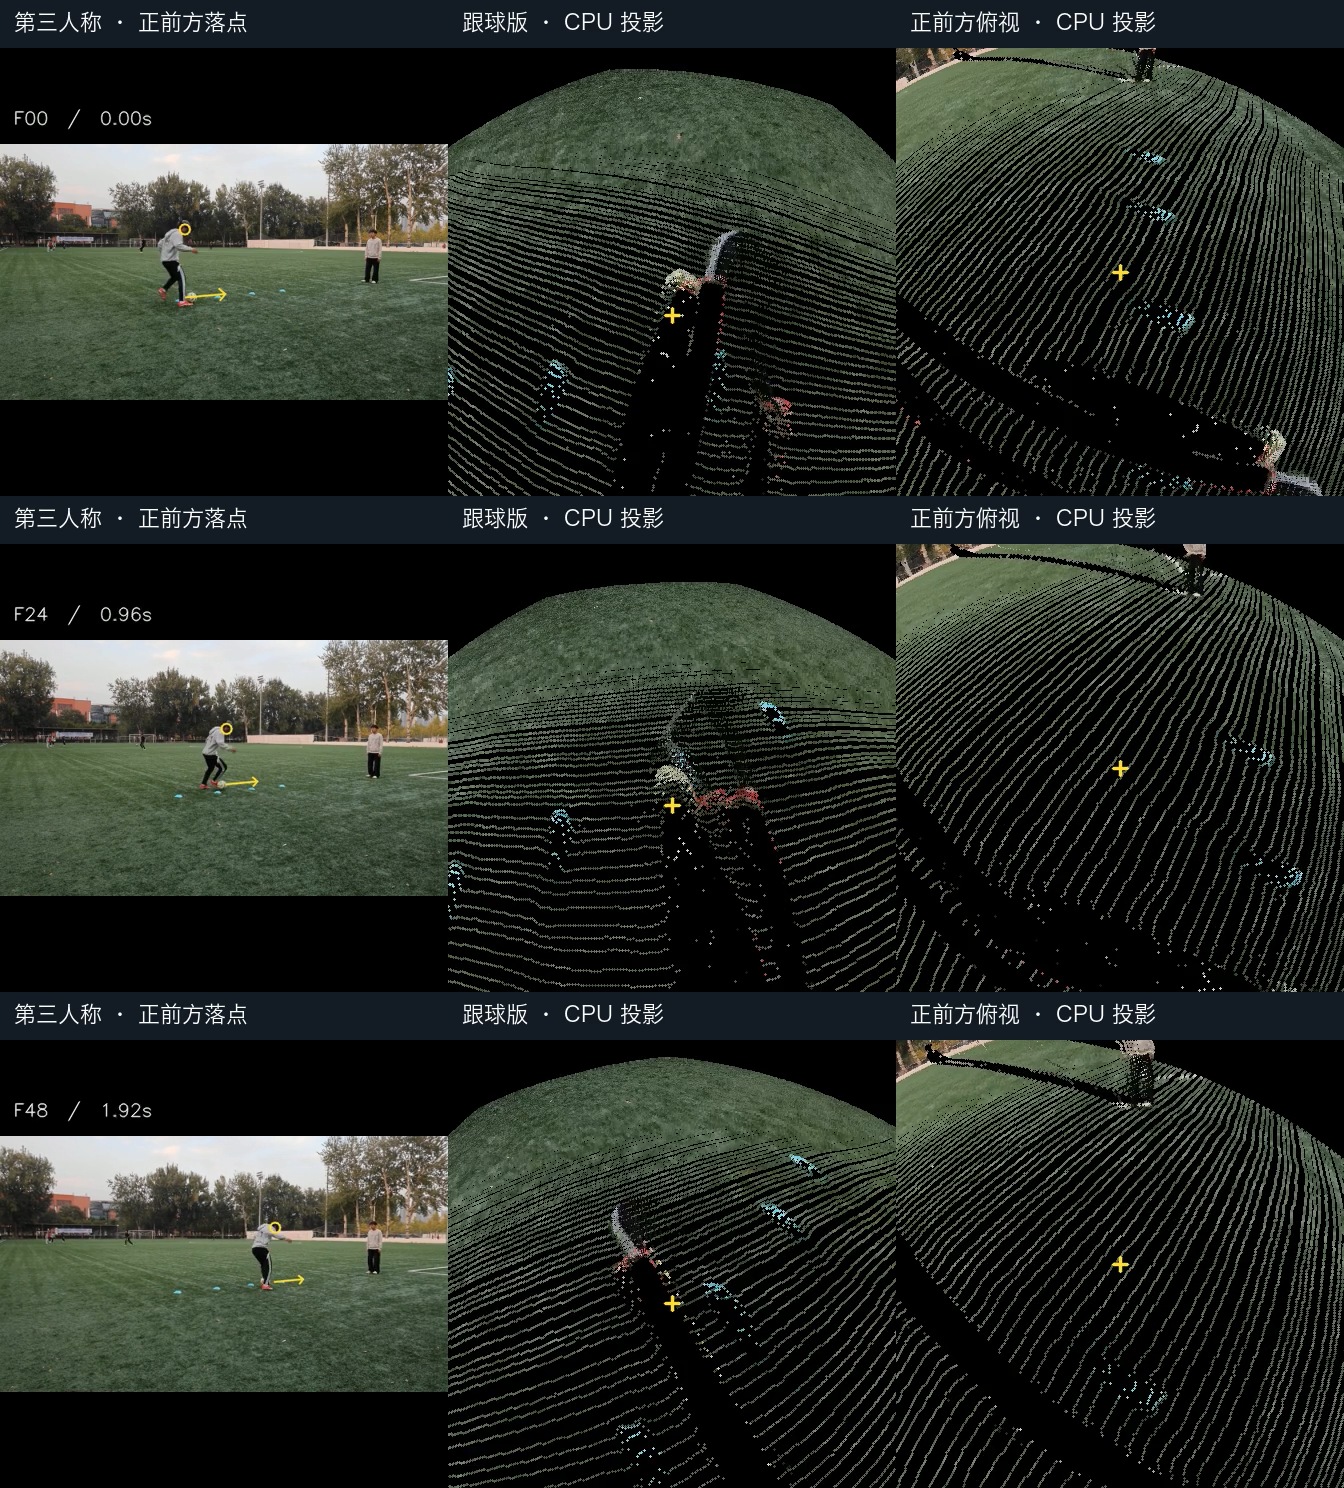 第三人称 · 正前方落点
跟球版 · CPU 投影
正前方俯视 · CPU 投影
F00 / 0.00s
第三人称 · 正前方落点
跟球版 · CPU 投影
正前方俯视 · CPU 投影
F24 / 0.96s
第三人称 · 正前方落点
跟球版 · CPU 投影
正前方俯视 · CPU 投影
F48 / 1.92s